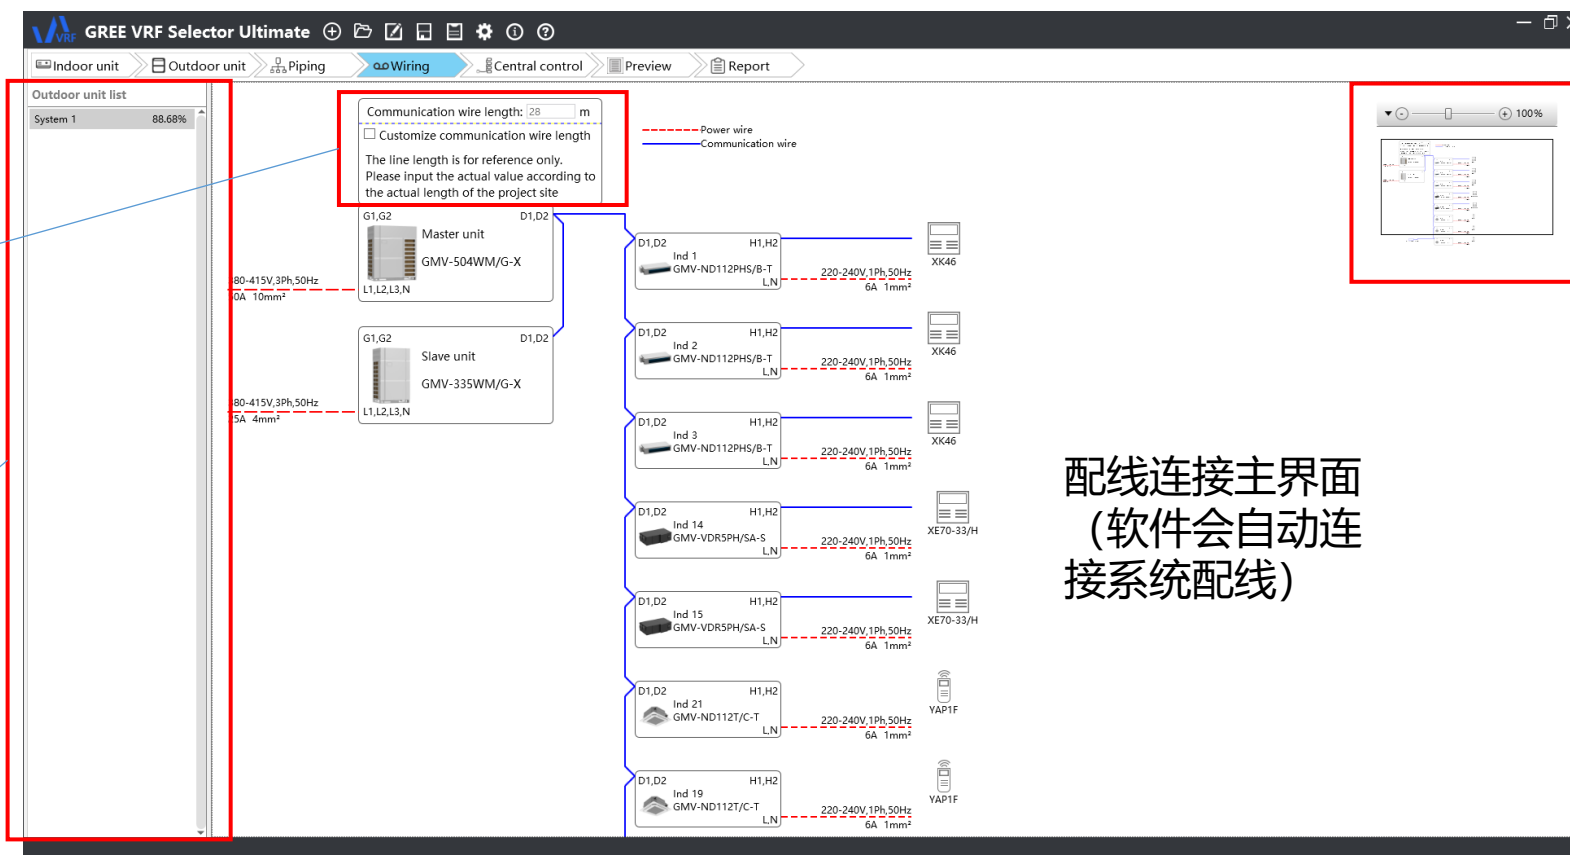 VRF GREE VRF Selector Ultimate
Indoor unit Outdoor unit Piping Wiring Central control Preview Report
Outdoor unit list
System 1 88.68%
Communication wire length: 28 m
Customize communication wire length
The line length is for reference only.
Please input the actual value according to
the actual length of the project site
Power wire
Communication wire
100%
G1,G2 D1,D2
Master unit
GMV-504WM/G-X
80-415V,3Ph,50Hz
L1,L2,L3,N
0A 10mm²
G1,G2 D1,D2
Slave unit
GMV-335WM/G-X
80-415V,3Ph,50Hz
L1,L2,L3,N
25A 4mm²
D1,D2 H1,H2
Ind 1
GMV-ND112PHS/B-T
L,N
220-240V,1Ph,50Hz
6A 1mm²
XK46
D1,D2 H1,H2
Ind 2
GMV-ND112PHS/B-T
L,N
220-240V,1Ph,50Hz
6A 1mm²
XK46
D1,D2 H1,H2
Ind 3
GMV-ND112PHS/B-T
L,N
220-240V,1Ph,50Hz
6A 1mm²
XK46
D1,D2 H1,H2
Ind 14
GMV-VDR5PH/SA-S
L,N
220-240V,1Ph,50Hz
6A 1mm²
XE70-33/H
D1,D2 H1,H2
Ind 15
GMV-VDR5PH/SA-S
L,N
220-240V,1Ph,50Hz
6A 1mm²
XE70-33/H
D1,D2 H1,H2
Ind 21
GMV-ND112T/C-T
L,N
220-240V,1Ph,50Hz
6A 1mm²
YAP1F
D1,D2 H1,H2
Ind 19
GMV-ND112T/C-T
L,N
220-240V,1Ph,50Hz
6A 1mm²
YAP1F
配线连接主界面
（软件会自动连
接系统配线）